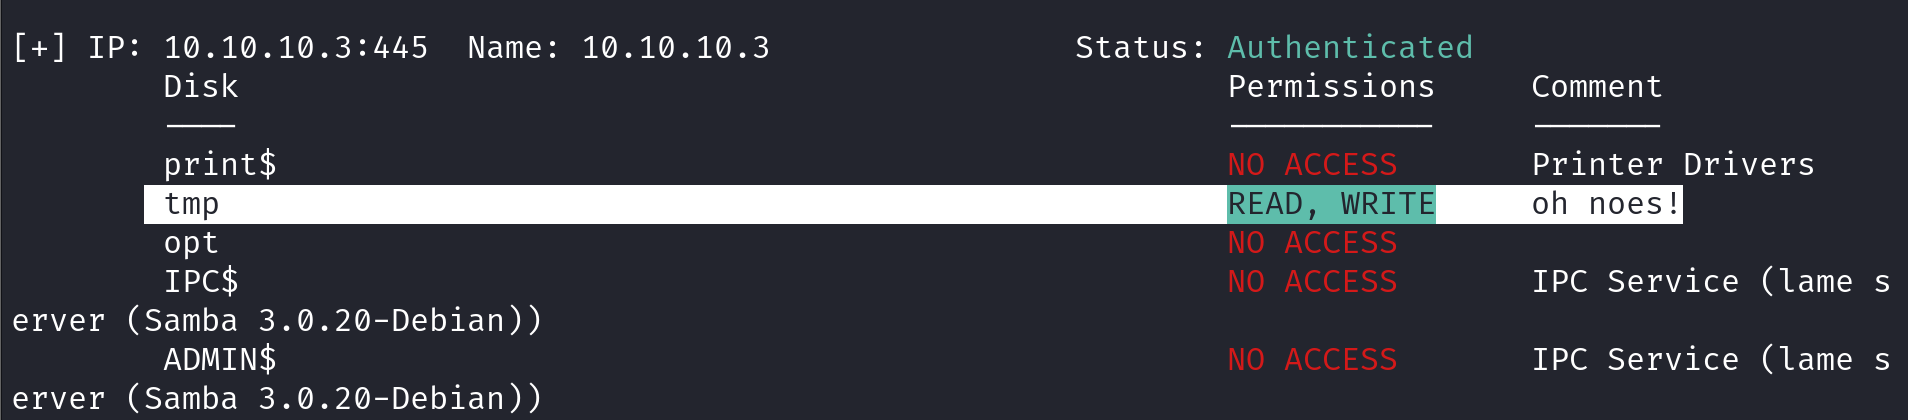 [+] IP: 10.10.10.3:445  Name: 10.10.10.3                Status: Authenticated
        Disk                                                    Permissions     Comment
        ----                                                    -----------     -------
        print$                                                  NO ACCESS       Printer Drivers
        tmp                                                     READ, WRITE     oh noes!
        opt                                                     NO ACCESS
        IPC$                                                    NO ACCESS       IPC Service (lame s
erver (Samba 3.0.20-Debian))
        ADMIN$                                                  NO ACCESS       IPC Service (lame s
erver (Samba 3.0.20-Debian))